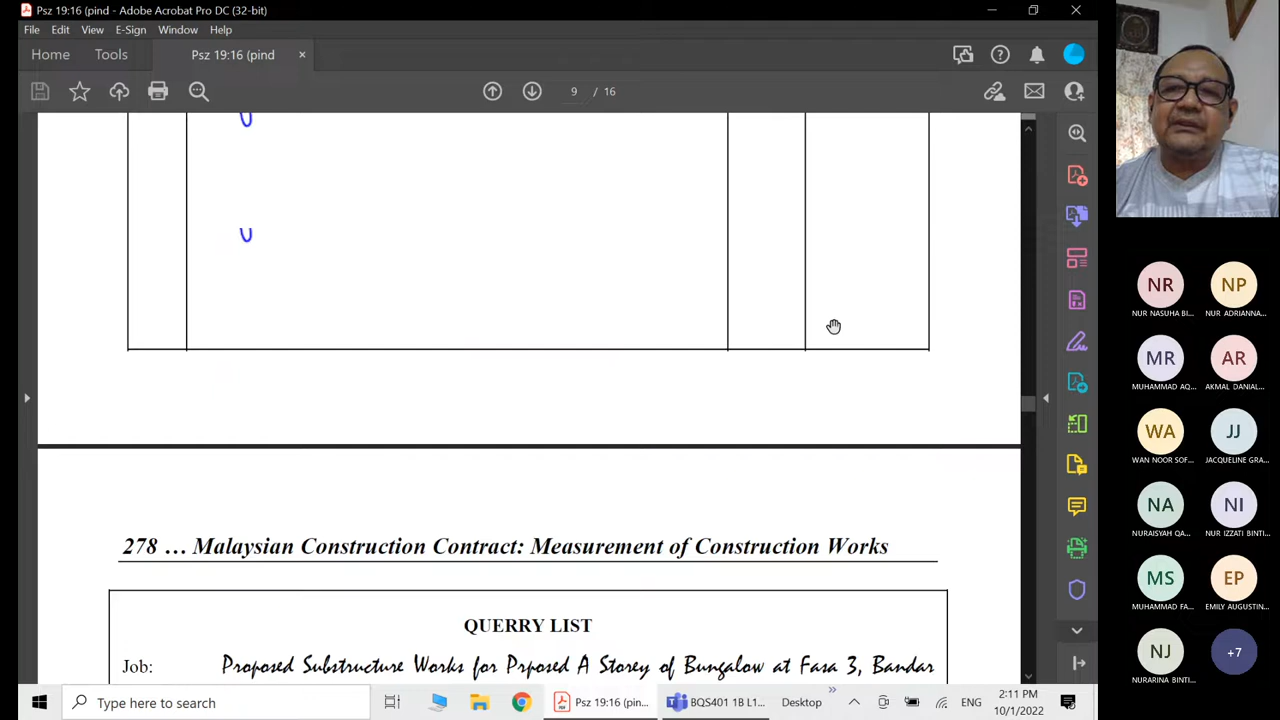 Psz 19:16 (pind - Adobe Acrobat Pro DC (32-bit)
File Edit View E-Sign Window Help
Home Tools Psz 19:16 (pind ×
9 / 16
278 … Malaysian Construction Contract: Measurement of Construction Works
QUERRY LIST
Job: Proposed Substructure Works for Prposed A Storey of Bungalow at Fasa 3, Bandar
NR NP
NUR NASUHA BI... NUR ADRIANNA...
MR AR
MUHAMMAD AQ... AKMAL DANIAL...
WA JJ
WAN NOOR SOF... JACQUELINE GRA...
NA NI
NURAISYAH QA... NUR IZZATI BINTI...
MS EP
MUHAMMAD FA... EMILY AUGUSTIN...
NJ +7
NURARINA BINTI...
Type here to search
Psz 19:16 (pin...
BQS401 1B L1...
Desktop
ENG
2:11 PM
10/1/2022